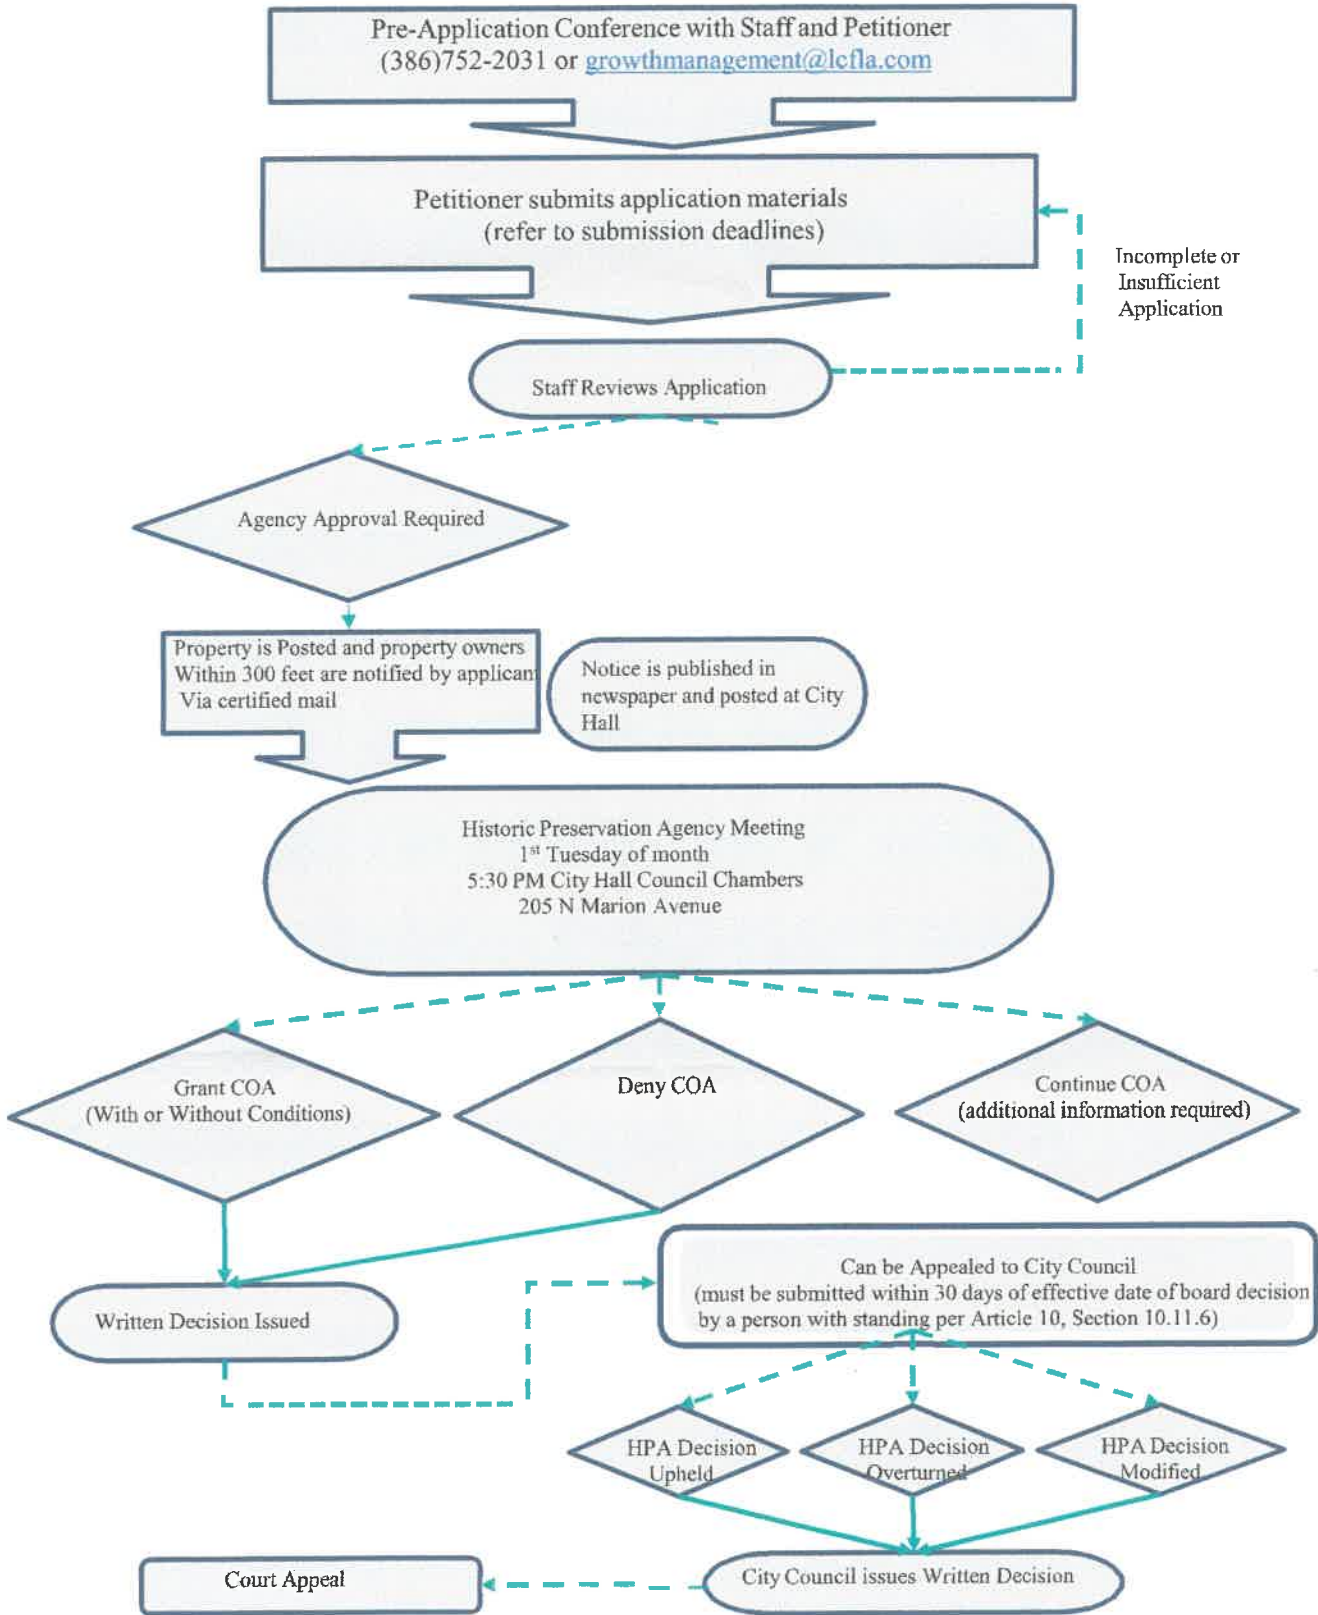 Pre-Application Conference with Staff and Petitioner
(386)752-2031 or growthmanagement@lcfla.com
Petitioner submits application materials
(refer to submission deadlines)
Incomplete or
Insufficient
Application
Staff Reviews Application
Agency Approval Required
Property is Posted and property owners
Within 300 feet are notified by applicant
Via certified mail
Notice is published in
newspaper and posted at City
Hall
Historic Preservation Agency Meeting
1st Tuesday of month
5:30 PM City Hall Council Chambers
205 N Marion Avenue
Grant COA
(With or Without Conditions)
Deny COA
Continue COA
(additional information required)
Written Decision Issued
Can be Appealed to City Council
(must be submitted within 30 days of effective date of board decision
by a person with standing per Article 10, Section 10.11.6)
HPA Decision
Upheld
HPA Decision
Overturned
HPA Decision
Modified
City Council issues Written Decision
Court Appeal